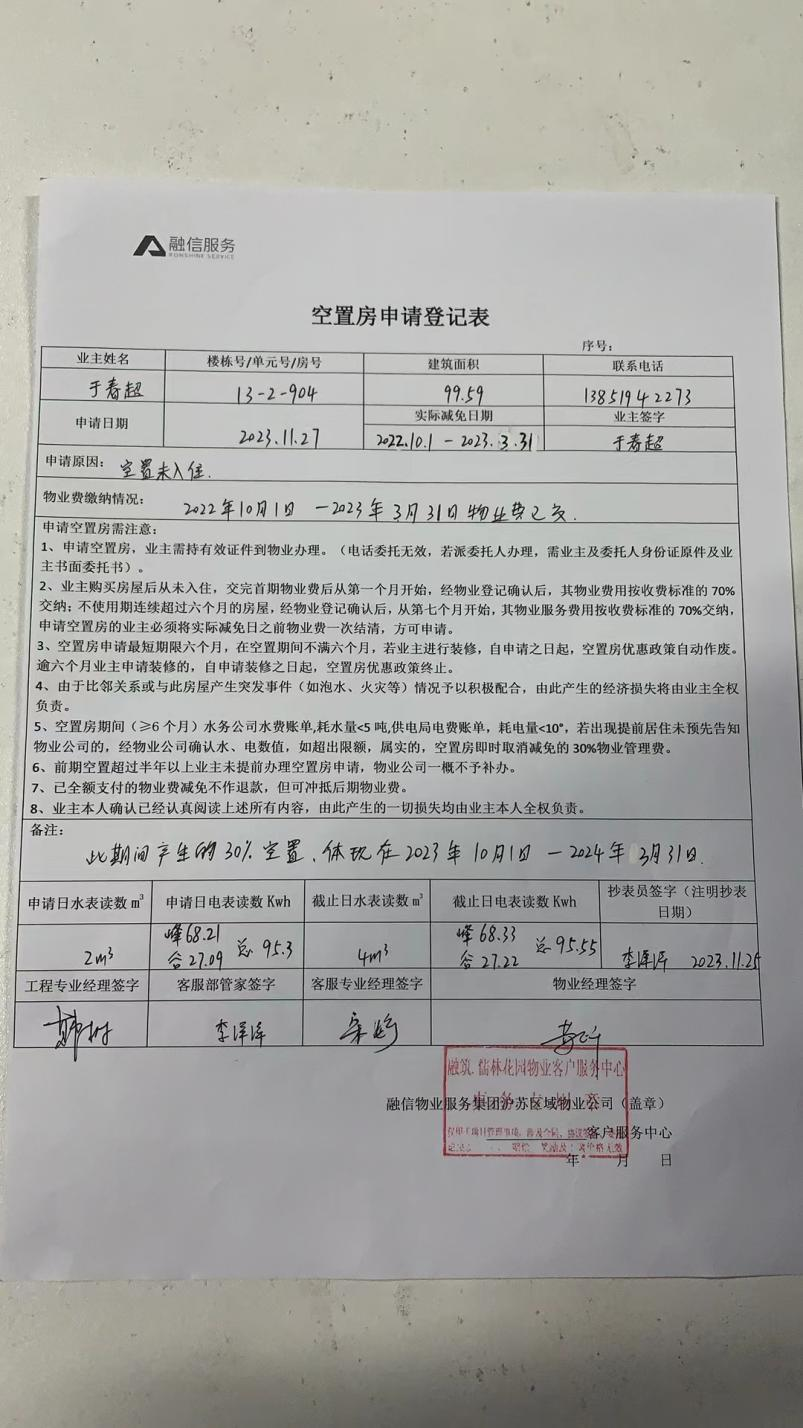 融信服务
RONSHINE SERVICE
空置房申请登记表
序号：
业主姓名 楼栋号/单元号/房号 建筑面积 联系电话
于春超 13-2-904 99.59 13851942273
申请日期 2023.11.27 实际减免日期 业主签字
2022.10.1 - 2023.3.31 于春超
申请原因：空置未入住.
物业费缴纳情况： 2022年10月1日 — 2023年3月31日物业费已交.
申请空置房需注意：
1、申请空置房，业主需持有效证件到物业办理。（电话委托无效，若派委托人办理，需业主及委托人身份证原件及业
主书面委托书）。
2、业主购买房屋后从未入住，交完首期物业费后从第一个月开始，经物业登记确认后，其物业费用按收费标准的 70%
交纳；不使用期连续超过六个月的房屋，经物业登记确认后，从第七个月开始，其物业服务费用按收费标准的 70%交纳，
申请空置房的业主必须将实际减免日之前物业费一次结清，方可申请。
3、空置房申请最短期限六个月，在空置期间不满六个月，若业主进行装修，自申请之日起，空置房优惠政策自动作废。
逾六个月业主申请装修的，自申请装修之日起，空置房优惠政策终止。
4、由于比邻关系或与此房屋产生突发事件（如泡水、火灾等）情况予以积极配合，由此产生的经济损失将由业主全权
负责。
5、空置房期间（≥6 个月）水务公司水费账单,耗水量<5 吨,供电局电费账单，耗电量<10°，若出现提前居住未预先告知
物业公司的，经物业公司确认水、电数值，如超出限额，属实的，空置房即时取消减免的 30%物业管理费。
6、前期空置超过半年以上业主未提前办理空置房申请，物业公司一概不予补办。
7、已全额支付的物业费减免不作退款，但可冲抵后期物业费。
8、业主本人确认已经认真阅读上述所有内容，由此产生的一切损失均由业主本人全权负责。
备注：
此期间产生的30%空置、体现在2023年10月1日 — 2024年3月31日.
申请日水表读数 m³ 申请日电表读数 Kwh 截止日水表读数 m³ 截止日电表读数 Kwh 抄表员签字（注明抄表
日期）
2m³ 峰68.21 谷27.09 总95.3 4m³ 峰68.33 谷27.22 总95.55 李泽泽 2023.11.25
工程专业经理签字 客服部管家签字 客服专业经理签字 物业经理签字
李泽泽
融筑.儒林花园物业客户服务中心
融信物业服务集团沪苏区域物业公司（盖章）
客户服务中心
年 月 日